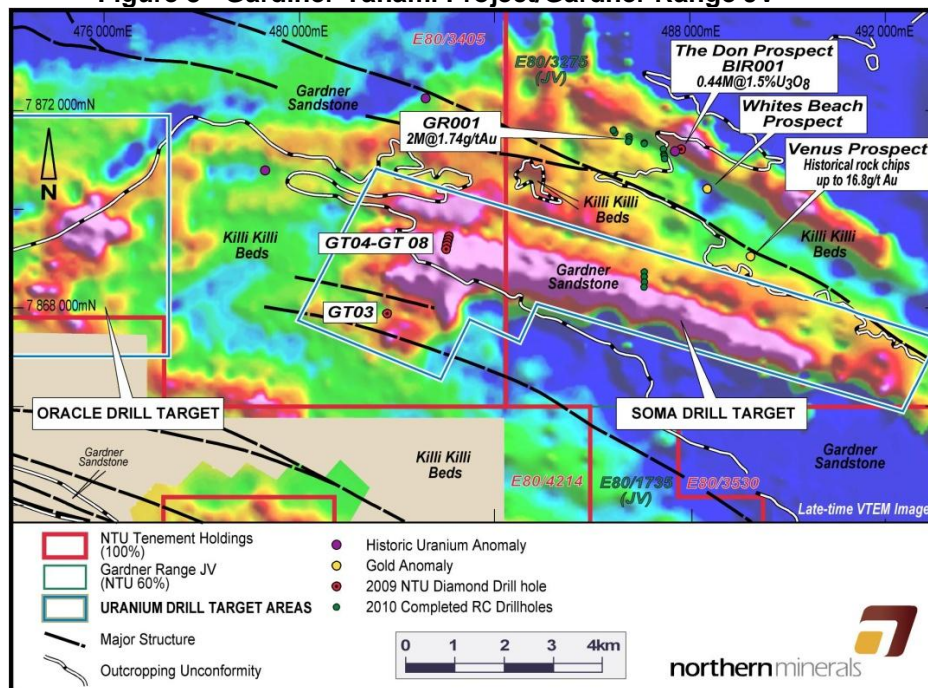 Figure 3 - Gardiner-Tanami Project/Gardner Range JV
476 000mE
480 000mE
488 000mE
492 000mE
E80/3405
E80/3275
(JV)
The Don Prospect
BIR001
0.44M@1.5%U3O8
Gardner
Sandstone
7 872 000mN
GR001
2M@1.74g/tAu
Whites Beach
Prospect
Venus Prospect
Historical rock chips
up to 16.8g/t Au
N
Killi Killi
Beds
Killi Killi
Beds
Killi Killi
Beds
GT04-GT 08
Gardner
Sandstone
7 868 000mN
GT03
ORACLE DRILL TARGET
SOMA DRILL TARGET
Gardner
Sandstone
Killi Killi
Beds
Gardner
Sandstone
E80/4214
E80/1735
(JV)
E80/3530
Late-time VTEM Image
NTU Tenement Holdings
(100%)
Gardner Range JV
(NTU 60%)
URANIUM DRILL TARGET AREAS
Major Structure
Outcropping Unconformity
Historic Uranium Anomaly
Gold Anomaly
2009 NTU Diamond Drill hole
2010 Completed RC Drillholes
0 1 2 3 4km
northernminerals